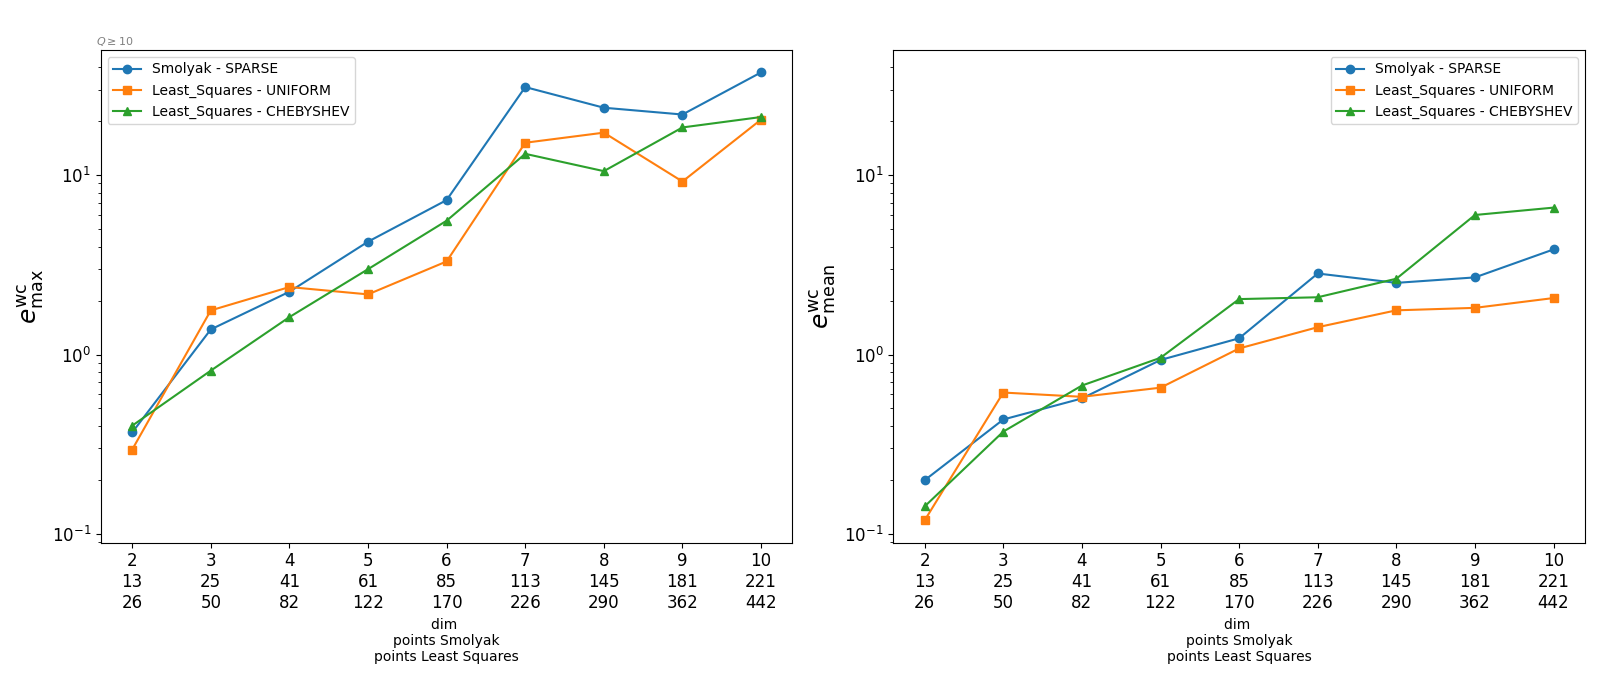 Q ≥ 10
Smolyak - SPARSE
Least_Squares - UNIFORM
Least_Squares - CHEBYSHEV
10¹
10⁰
10⁻¹
e^wc_max
2 3 4 5 6 7 8 9 10
13 25 41 61 85 113 145 181 221
26 50 82 122 170 226 290 362 442
dim
points Smolyak
points Least Squares
Smolyak - SPARSE
Least_Squares - UNIFORM
Least_Squares - CHEBYSHEV
10¹
10⁰
10⁻¹
e^wc_mean
2 3 4 5 6 7 8 9 10
13 25 41 61 85 113 145 181 221
26 50 82 122 170 226 290 362 442
dim
points Smolyak
points Least Squares